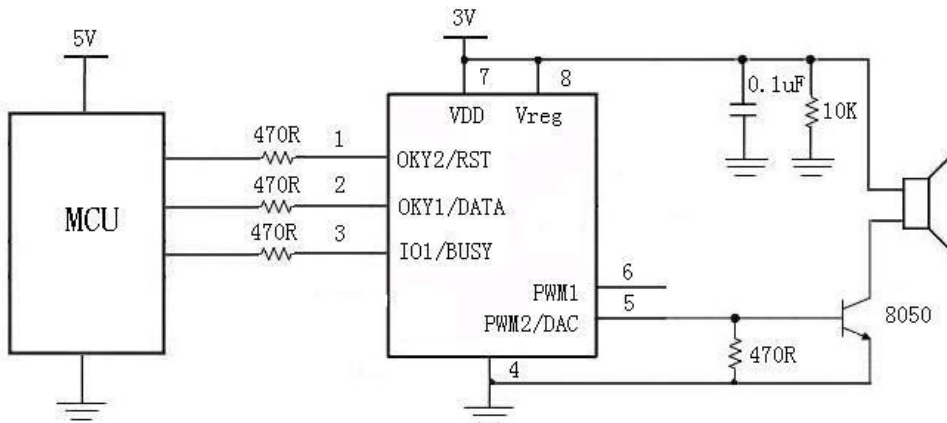 3V
5V
7
8
0.1uF
10K
VDD
Vreg
470R
1
OKY2/RST
470R
2
OKY1/DATA
MCU
470R
3
IO1/BUSY
6
PWM1
5
PWM2/DAC
8050
470R
4